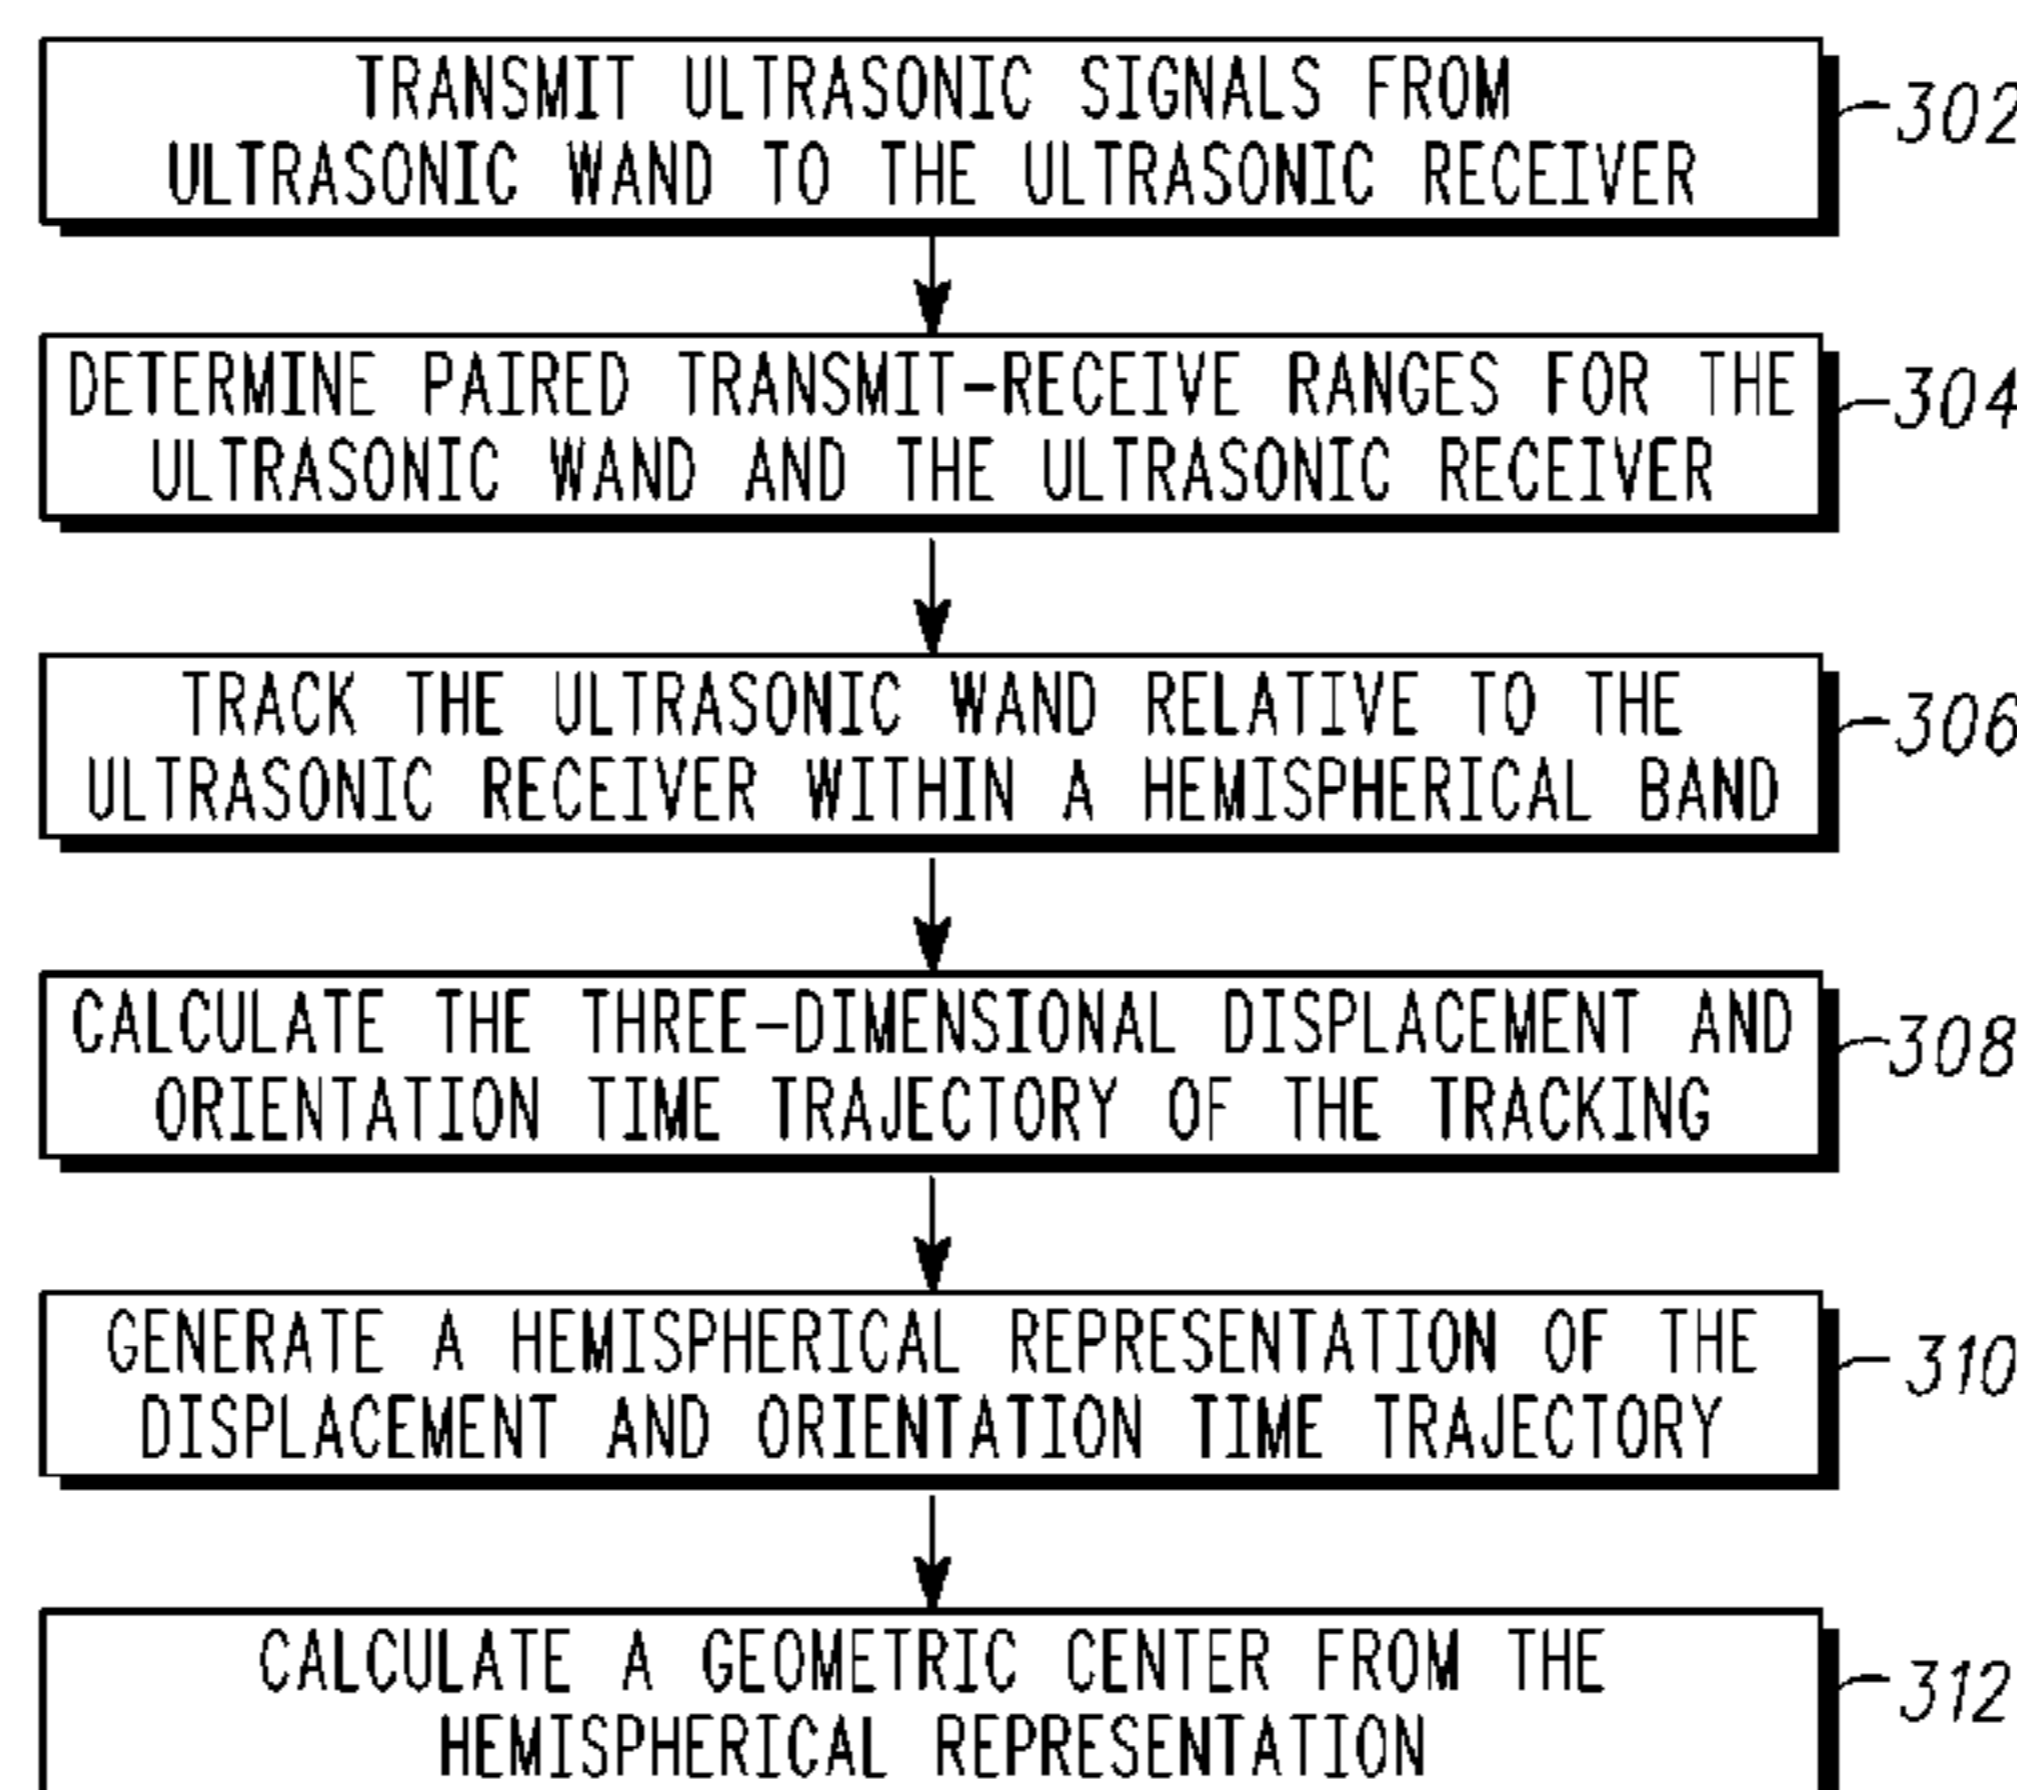 TRANSMIT ULTRASONIC SIGNALS FROM
ULTRASONIC WAND TO THE ULTRASONIC RECEIVER
302
DETERMINE PAIRED TRANSMIT-RECEIVE RANGES FOR THE
ULTRASONIC WAND AND THE ULTRASONIC RECEIVER
304
TRACK THE ULTRASONIC WAND RELATIVE TO THE
ULTRASONIC RECEIVER WITHIN A HEMISPHERICAL BAND
306
CALCULATE THE THREE-DIMENSIONAL DISPLACEMENT AND
ORIENTATION TIME TRAJECTORY OF THE TRACKING
308
GENERATE A HEMISPHERICAL REPRESENTATION OF THE
DISPLACEMENT AND ORIENTATION TIME TRAJECTORY
310
CALCULATE A GEOMETRIC CENTER FROM THE
HEMISPHERICAL REPRESENTATION
312